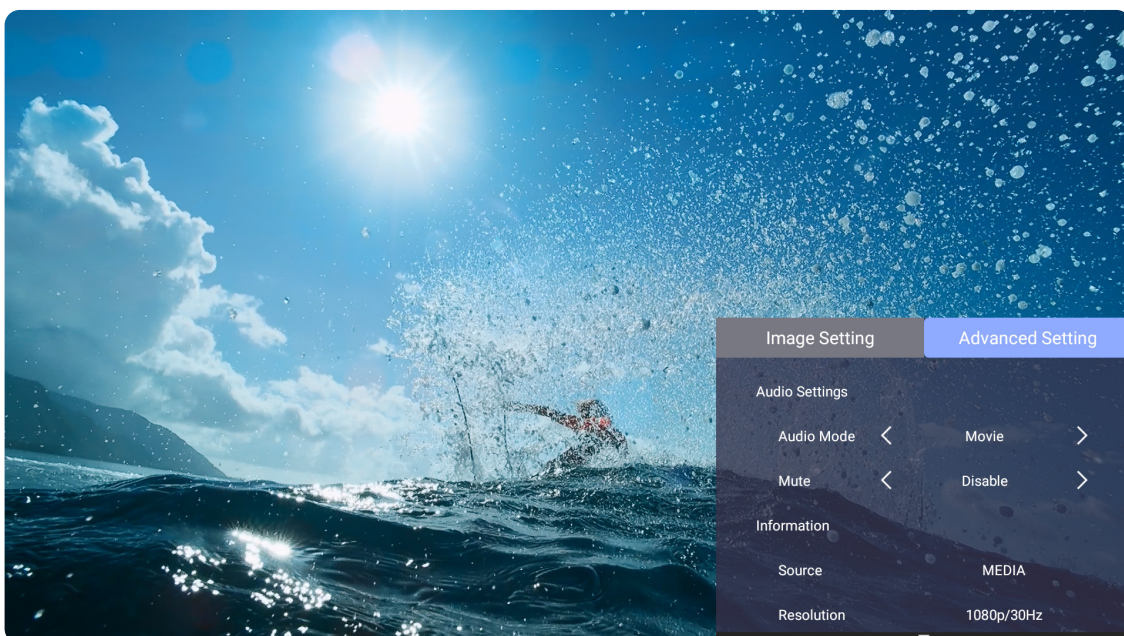 Image Setting Advanced Setting
Audio Settings
Audio Mode Movie
Mute Disable
Information
Source MEDIA
Resolution 1080p/30Hz